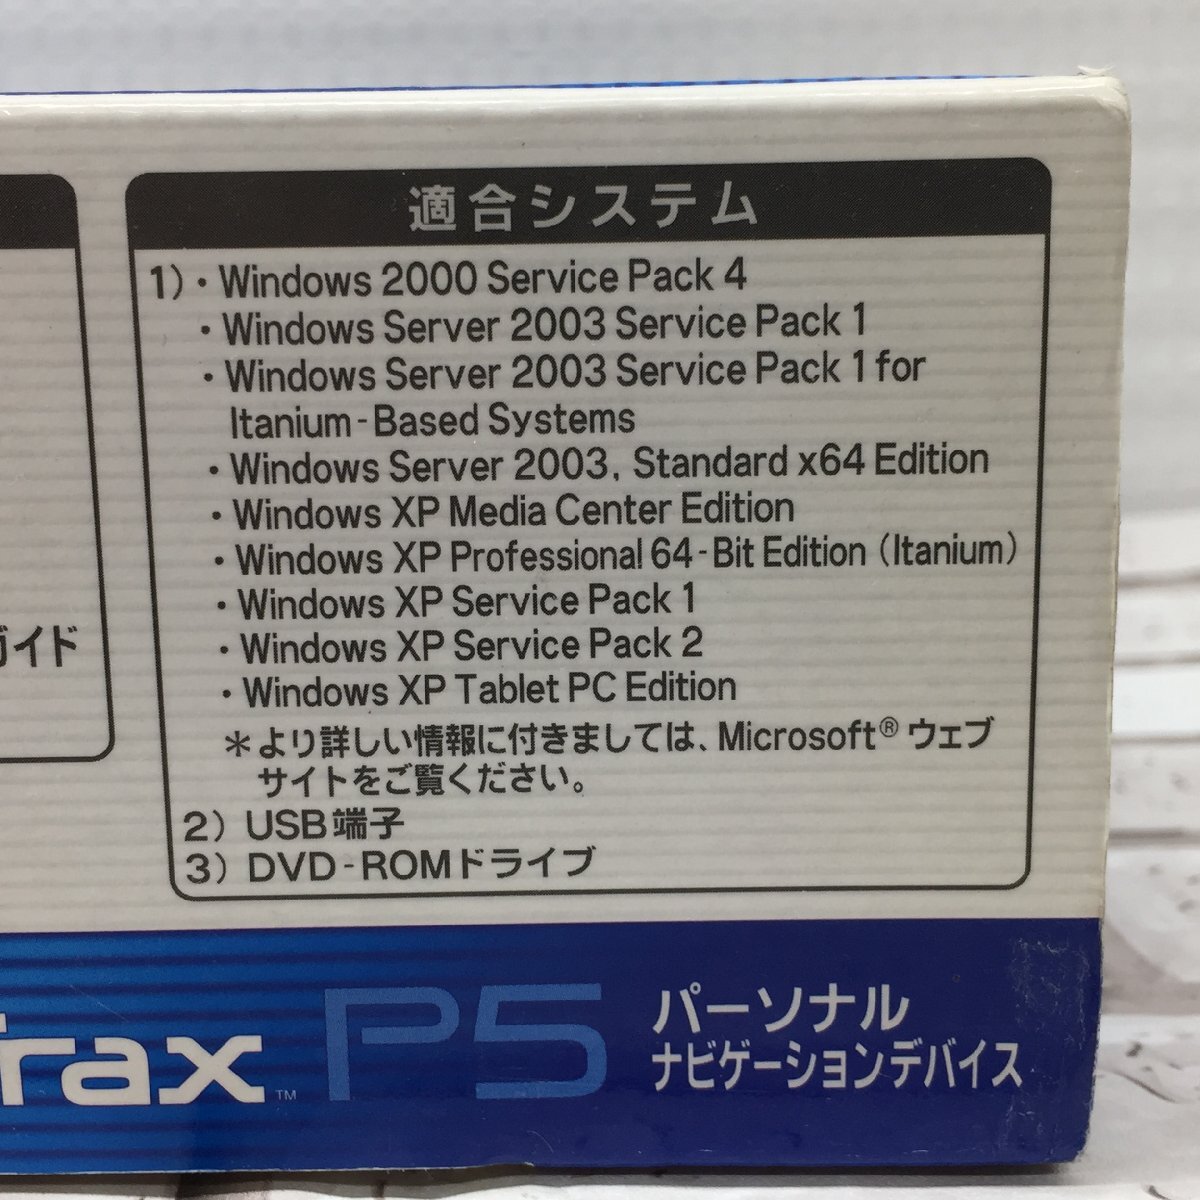 適合システム
1)・Windows 2000 Service Pack 4
・Windows Server 2003 Service Pack 1
・Windows Server 2003 Service Pack 1 for
Itanium-Based Systems
・Windows Server 2003, Standard x64 Edition
・Windows XP Media Center Edition
・Windows XP Professional 64-Bit Edition (Itanium)
・Windows XP Service Pack 1
・Windows XP Service Pack 2
・Windows XP Tablet PC Edition
＊より詳しい情報に付きましては、Microsoft® ウェブ
サイトをご覧ください。
2) USB端子
3) DVD-ROMドライブ
ガイド
Trax™ P5
パーソナル
ナビゲーションデバイス